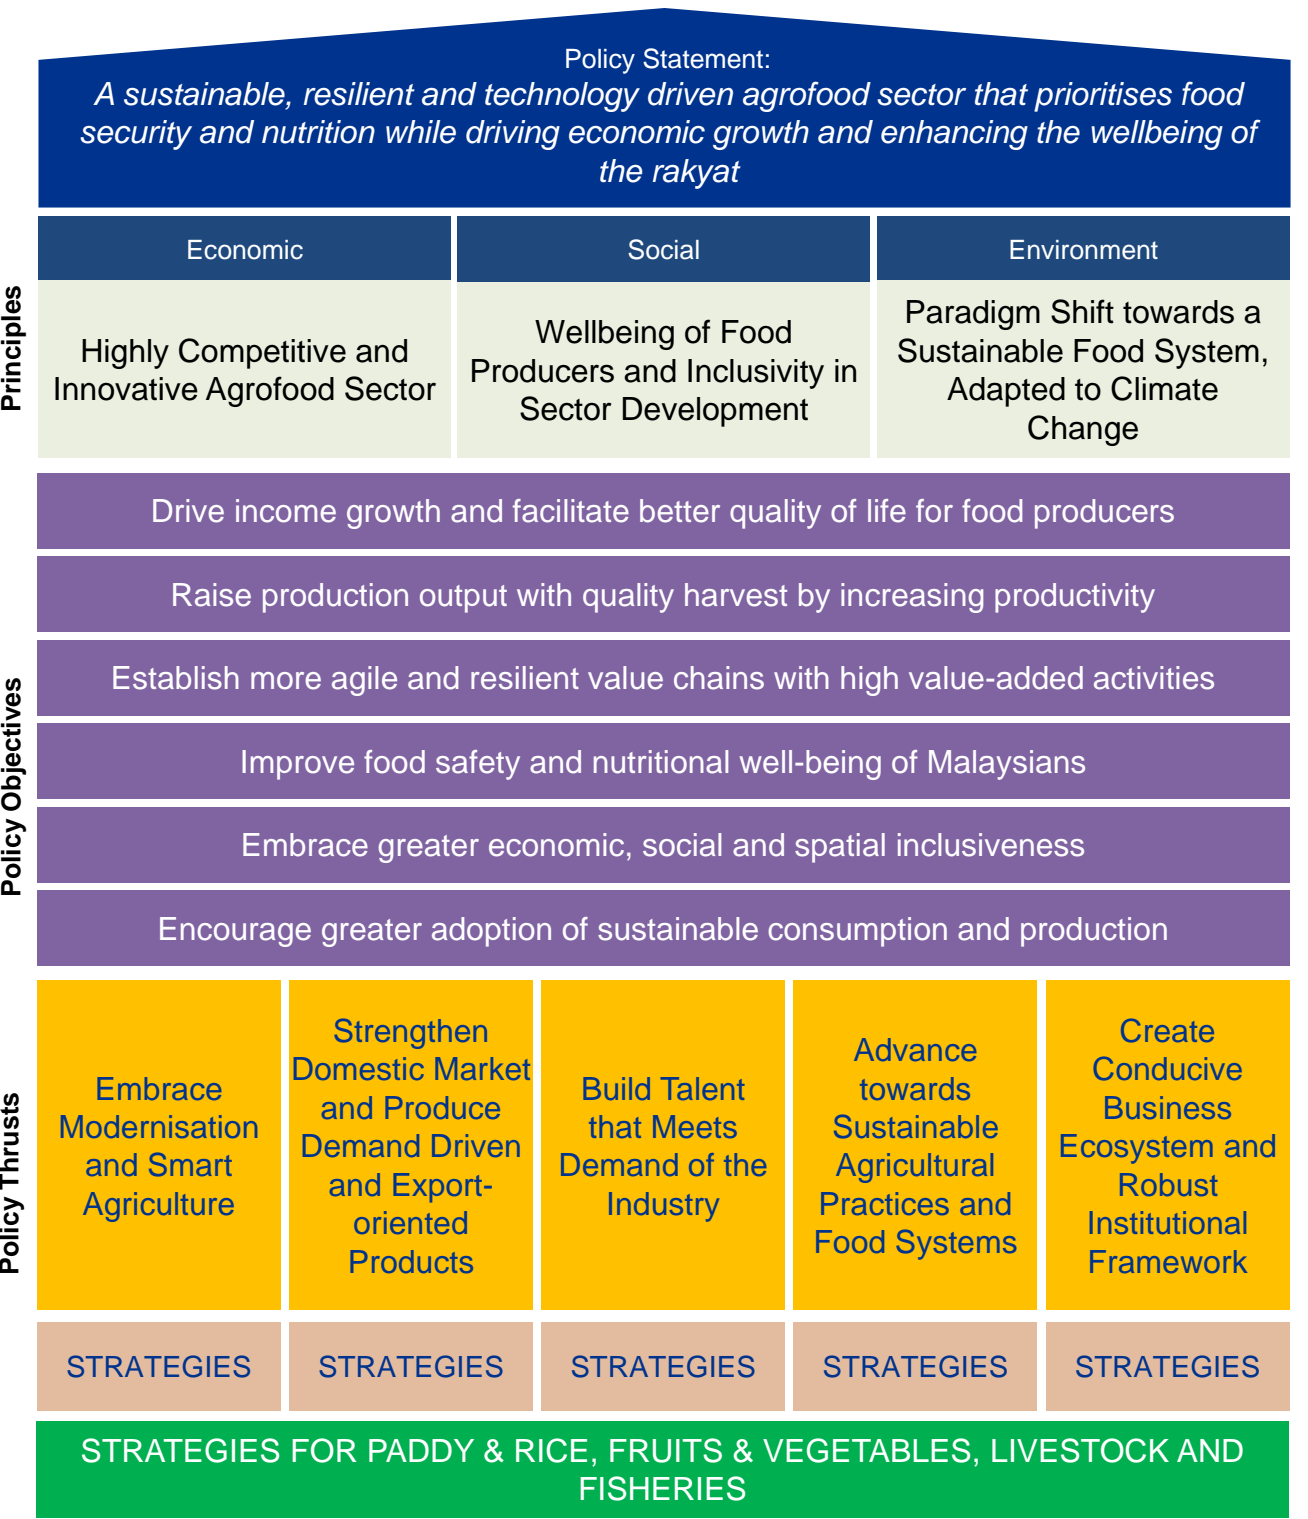 Policy Statement:
A sustainable, resilient and technology driven agrofood sector that prioritises food
security and nutrition while driving economic growth and enhancing the wellbeing of
the rakyat
Principles
Economic
Social
Environment
Highly Competitive and
Innovative Agrofood Sector
Wellbeing of Food
Producers and Inclusivity in
Sector Development
Paradigm Shift towards a
Sustainable Food System,
Adapted to Climate
Change
Policy Objectives
Drive income growth and facilitate better quality of life for food producers
Raise production output with quality harvest by increasing productivity
Establish more agile and resilient value chains with high value-added activities
Improve food safety and nutritional well-being of Malaysians
Embrace greater economic, social and spatial inclusiveness
Encourage greater adoption of sustainable consumption and production
Policy Thrusts
Embrace
Modernisation
and Smart
Agriculture
Strengthen
Domestic Market
and Produce
Demand Driven
and Export-
oriented
Products
Build Talent
that Meets
Demand of the
Industry
Advance
towards
Sustainable
Agricultural
Practices and
Food Systems
Create
Conducive
Business
Ecosystem and
Robust
Institutional
Framework
STRATEGIES
STRATEGIES
STRATEGIES
STRATEGIES
STRATEGIES
STRATEGIES FOR PADDY & RICE, FRUITS & VEGETABLES, LIVESTOCK AND
FISHERIES